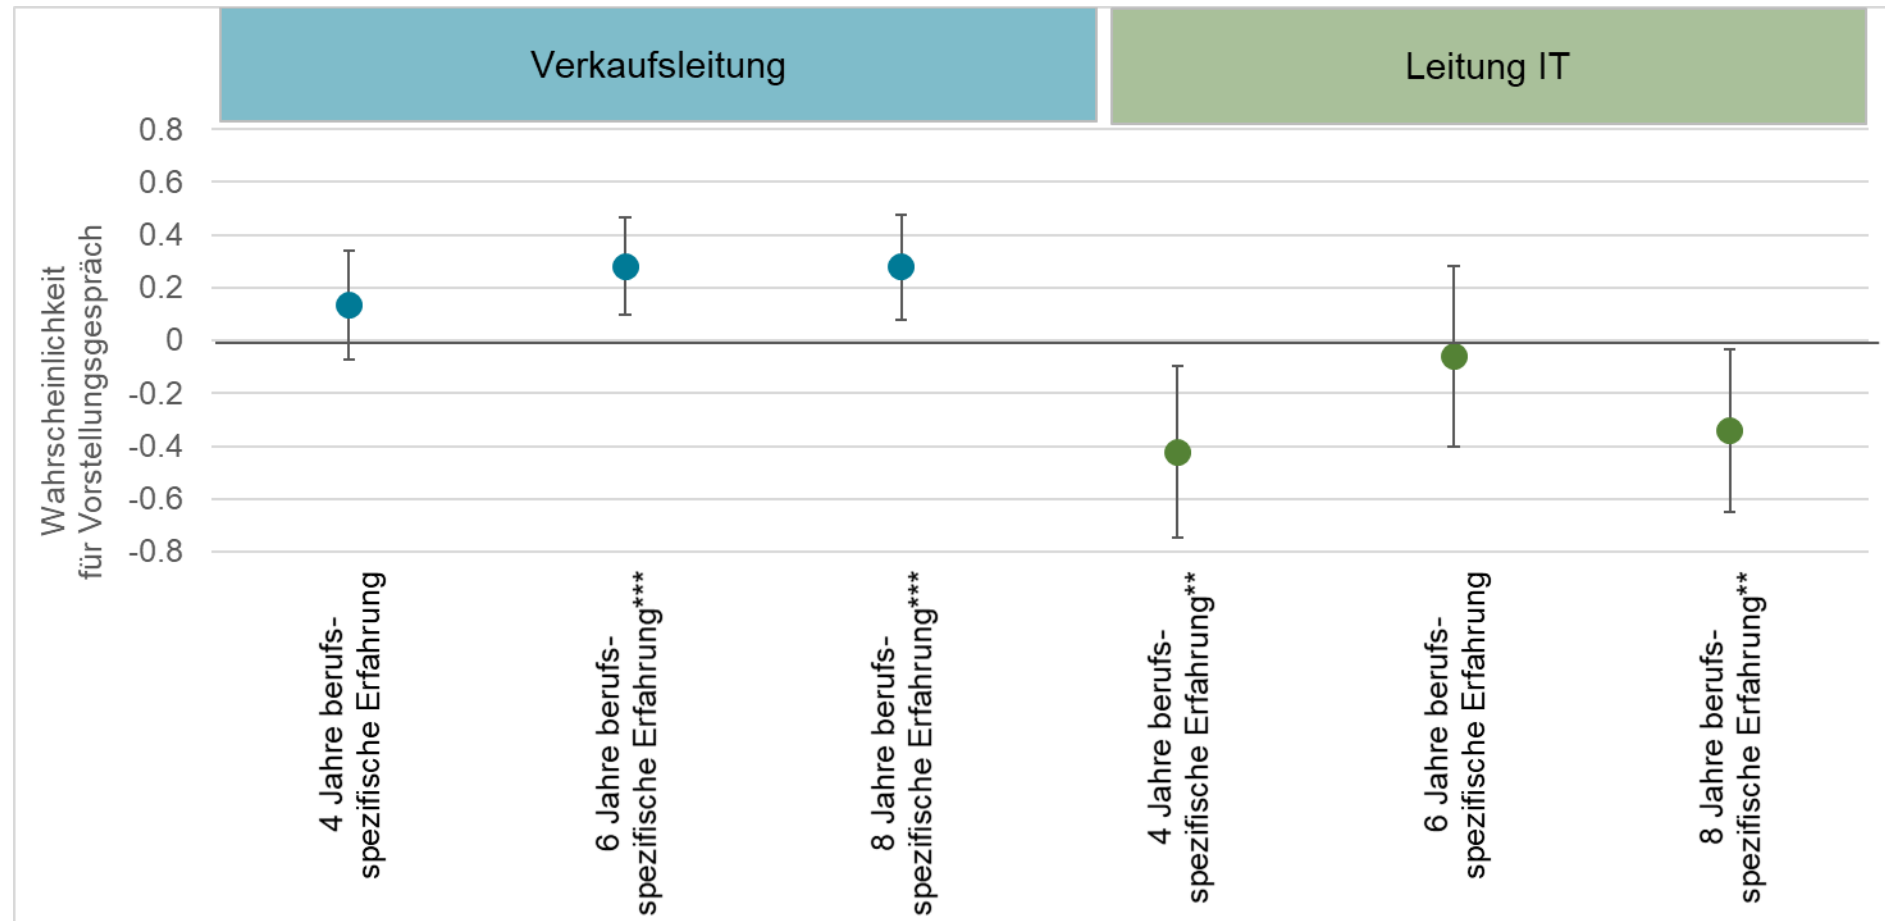 Verkaufsleitung
Leitung IT
Wahrscheinlichkeit
für Vorstellungsgespräch
0.8
0.6
0.4
0.2
0
-0.2
-0.4
-0.6
-0.8
4 Jahre berufs-
spezifische Erfahrung
6 Jahre berufs-
spezifische Erfahrung***
8 Jahre berufs-
spezifische Erfahrung***
4 Jahre berufs-
spezifische Erfahrung**
6 Jahre berufs-
spezifische Erfahrung
8 Jahre berufs-
spezifische Erfahrung**